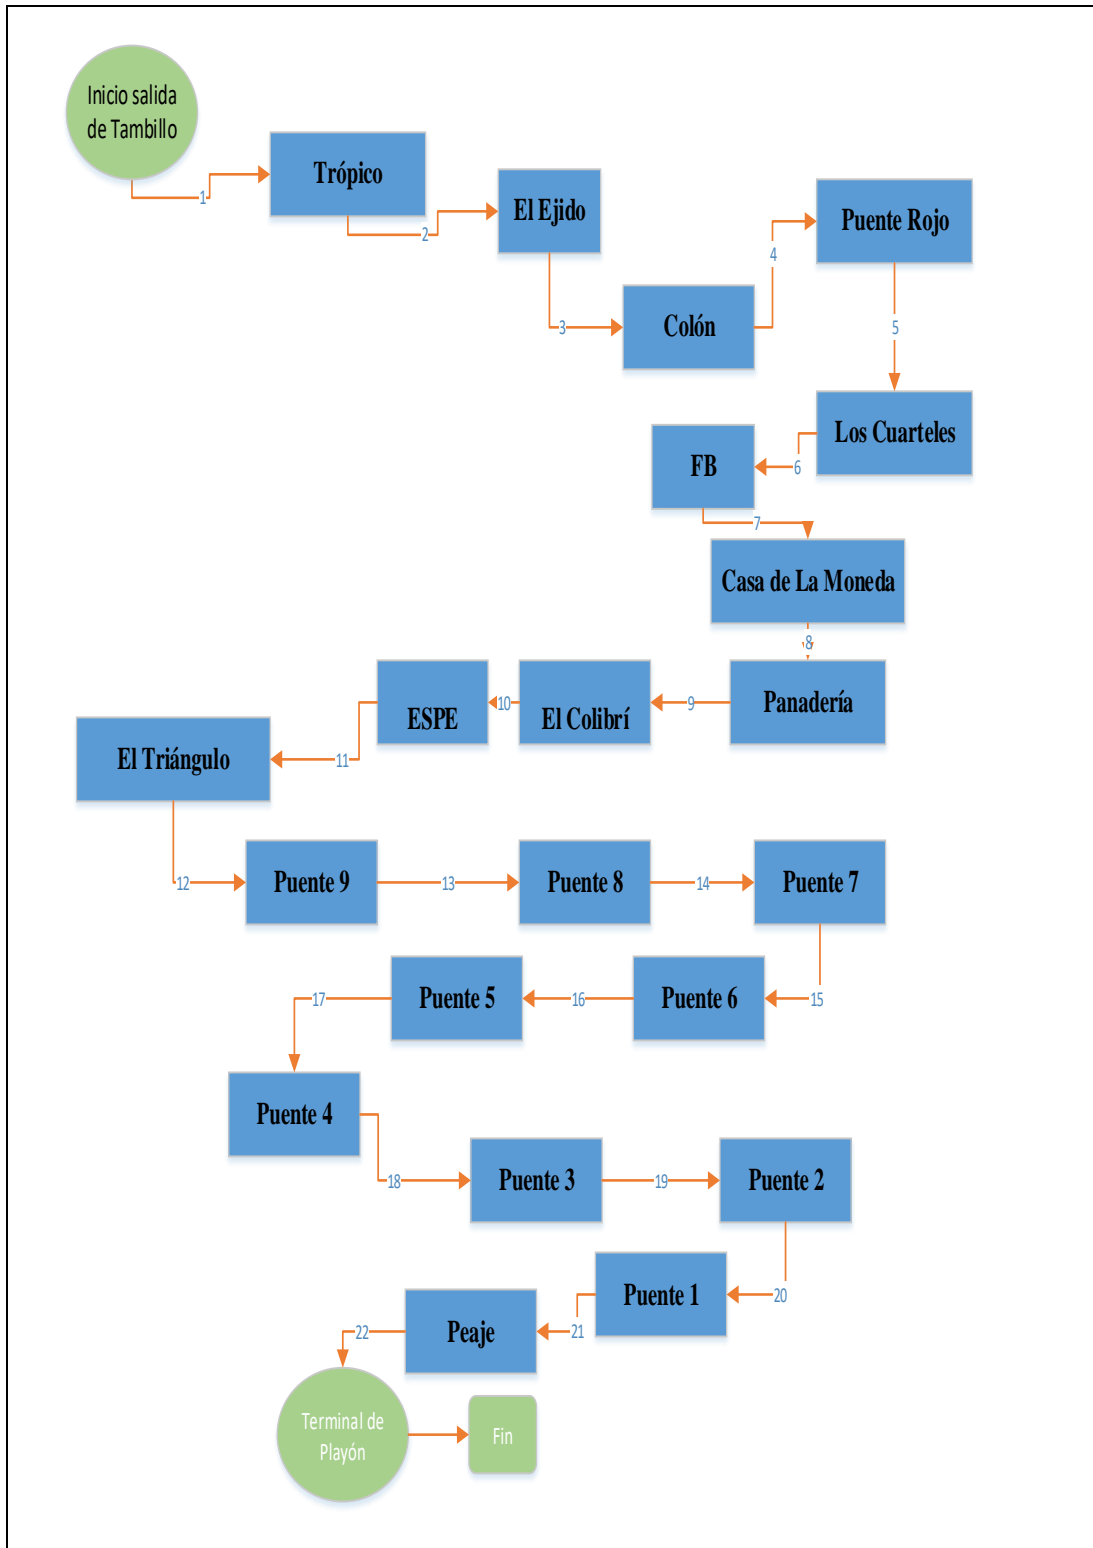 Inicio salida
de Tambillo
1
Trópico
2
El Ejido
3
Colón
4
Puente Rojo
5
Los Cuarteles
6
FB
7
Casa de La Moneda
8
Panadería
9
El Colibrí
10
ESPE
11
El Triángulo
12
Puente 9
13
Puente 8
14
Puente 7
15
Puente 6
16
Puente 5
17
Puente 4
18
Puente 3
19
Puente 2
20
Puente 1
21
Peaje
22
Terminal de
Playón
Fin